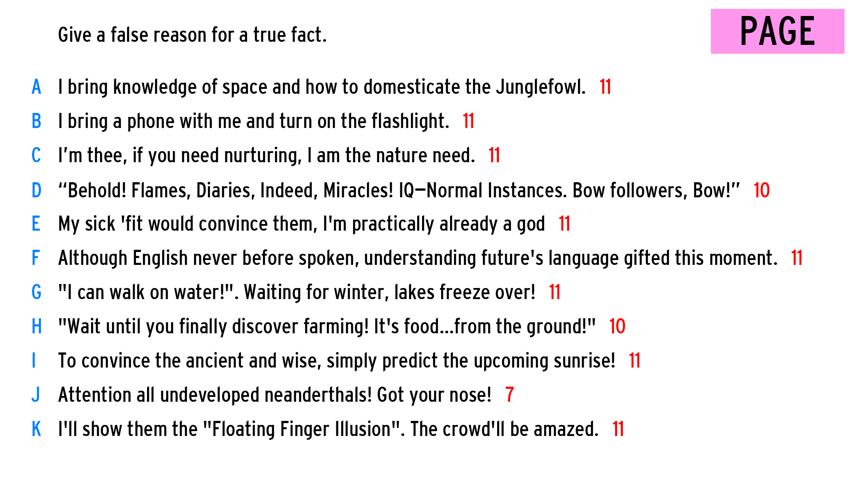 Give a false reason for a true fact.
PAGE
A I bring knowledge of space and how to domesticate the Junglefowl. 11
B I bring a phone with me and turn on the flashlight. 11
C I'm thee, if you need nurturing, I am the nature need. 11
D “Behold! Flames, Diaries, Indeed, Miracles! IQ—Normal Instances. Bow followers, Bow!” 10
E My sick 'fit would convince them, I'm practically already a god 11
F Although English never before spoken, understanding future's language gifted this moment. 11
G "I can walk on water!". Waiting for winter, lakes freeze over! 11
H "Wait until you finally discover farming! It's food...from the ground!" 10
I To convince the ancient and wise, simply predict the upcoming sunrise! 11
J Attention all undeveloped neanderthals! Got your nose! 7
K I'll show them the "Floating Finger Illusion". The crowd'll be amazed. 11